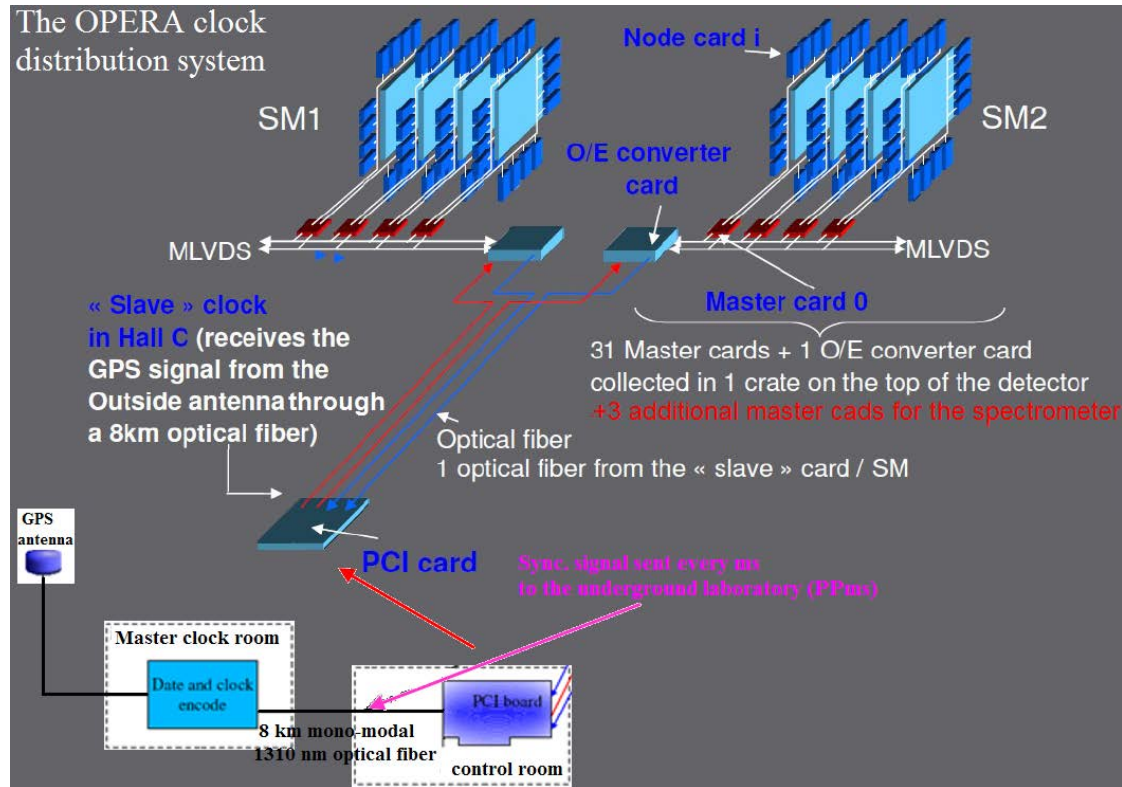 The OPERA clock
distribution system
Node card i
SM1
SM2
O/E converter
card
MLVDS
MLVDS
« Slave » clock
in Hall C (receives the
GPS signal from the
Outside antenna through
a 8km optical fiber)
Master card 0
31 Master cards + 1 O/E converter card
collected in 1 crate on the top of the detector
+3 additional master cads for the spectrometer
Optical fiber
1 optical fiber from the « slave » card / SM
GPS
antenna
PCI card
Sync. signal sent every ms
to the underground laboratory (PPms)
Master clock room
Date and clock
encode
PCI board
8 km mono-modal
1310 nm optical fiber
control room